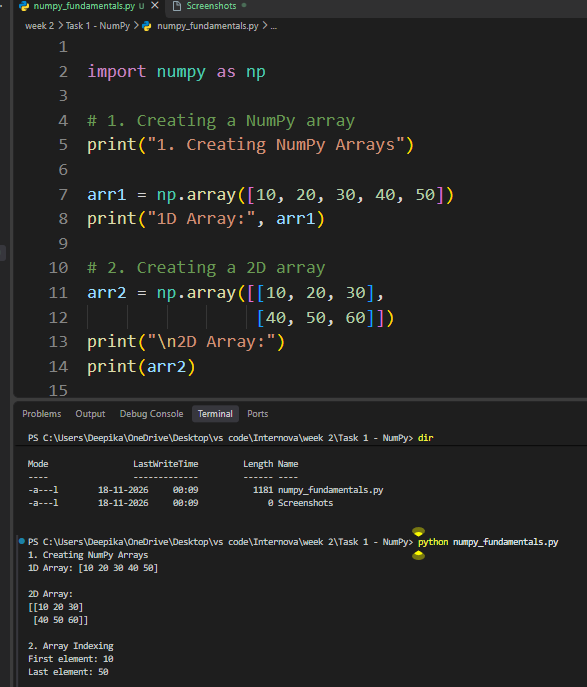 numpy_fundamentals.py U × Screenshots
week 2 > Task 1 - NumPy > numpy_fundamentals.py > ...
1
2 import numpy as np
3
4 # 1. Creating a NumPy array
5 print("1. Creating NumPy Arrays")
6
7 arr1 = np.array([10, 20, 30, 40, 50])
8 print("1D Array:", arr1)
9
10 # 2. Creating a 2D array
11 arr2 = np.array([[10, 20, 30],
12                  [40, 50, 60]])
13 print("\n2D Array:")
14 print(arr2)
15
Problems Output Debug Console Terminal Ports
PS C:\Users\Deepika\OneDrive\Desktop\vs code\Internova\week 2\Task 1 - NumPy> dir
Mode LastWriteTime Length Name
---- ------------- ------ ----
-a---l 18-11-2026 00:09 1181 numpy_fundamentals.py
-a---l 18-11-2026 00:09 0 Screenshots
PS C:\Users\Deepika\OneDrive\Desktop\vs code\Internova\week 2\Task 1 - NumPy> python numpy_fundamentals.py
1. Creating NumPy Arrays
1D Array: [10 20 30 40 50]
2D Array:
[[10 20 30]
 [40 50 60]]
2. Array Indexing
First element: 10
Last element: 50